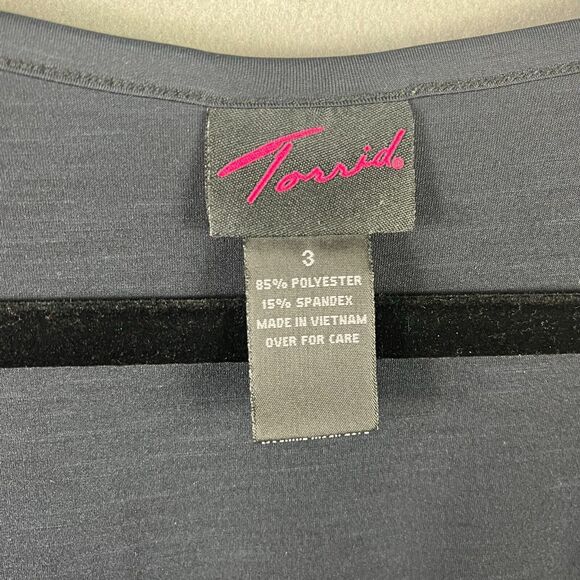 Torrid®
3
85% POLYESTER
15% SPANDEX
MADE IN VIETNAM
OVER FOR CARE